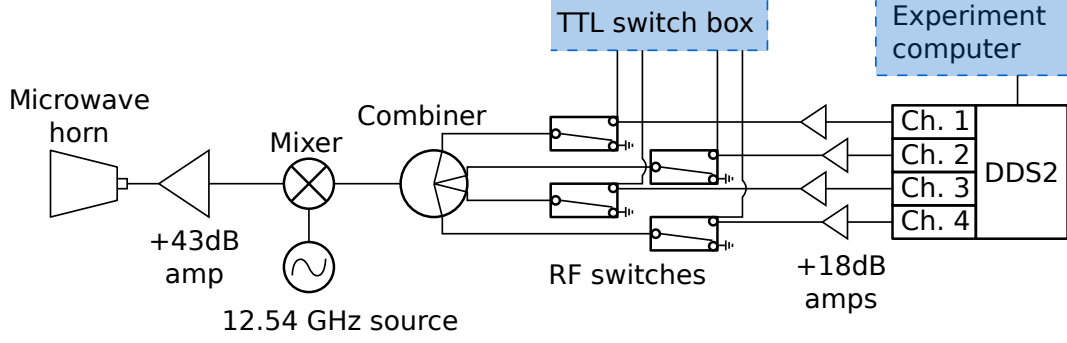 TTL switch box
Experiment
computer
Microwave
horn
Mixer
Combiner
Ch. 1
Ch. 2
Ch. 3
Ch. 4
DDS2
+43dB
amp
12.54 GHz source
RF switches
+18dB
amps